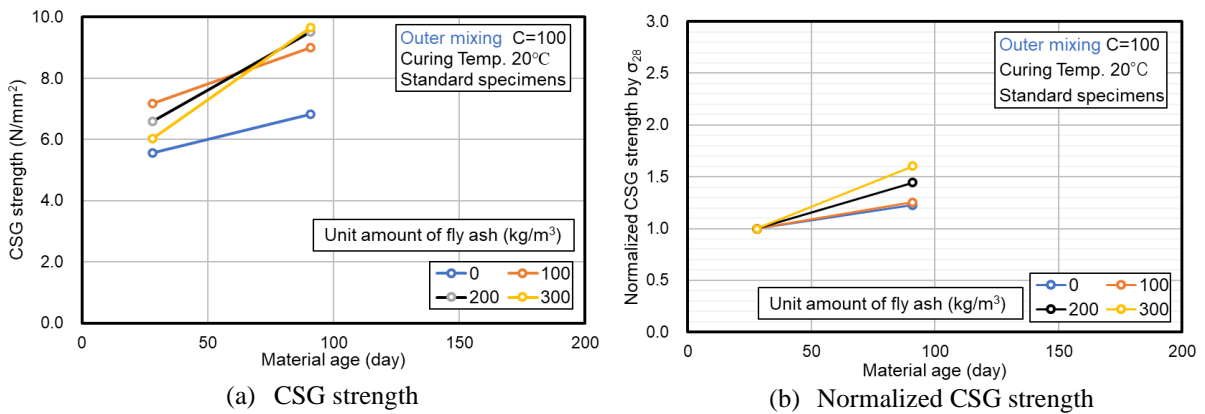 10.0
8.0
6.0
4.0
2.0
0.0
CSG strength (N/mm²)
Outer mixing C=100
Curing Temp. 20℃
Standard specimens
Unit amount of fly ash (kg/m³)
0 100
200 300
0 50 100 150 200
Material age (day)
(a) CSG strength
3.0
2.5
2.0
1.5
1.0
0.5
0.0
Normalized CSG strength by σ₂₈
Outer mixing C=100
Curing Temp. 20°C
Standard specimens
Unit amount of fly ash (kg/m³)
0 100
200 300
0 50 100 150 200
Material age (day)
(b) Normalized CSG strength